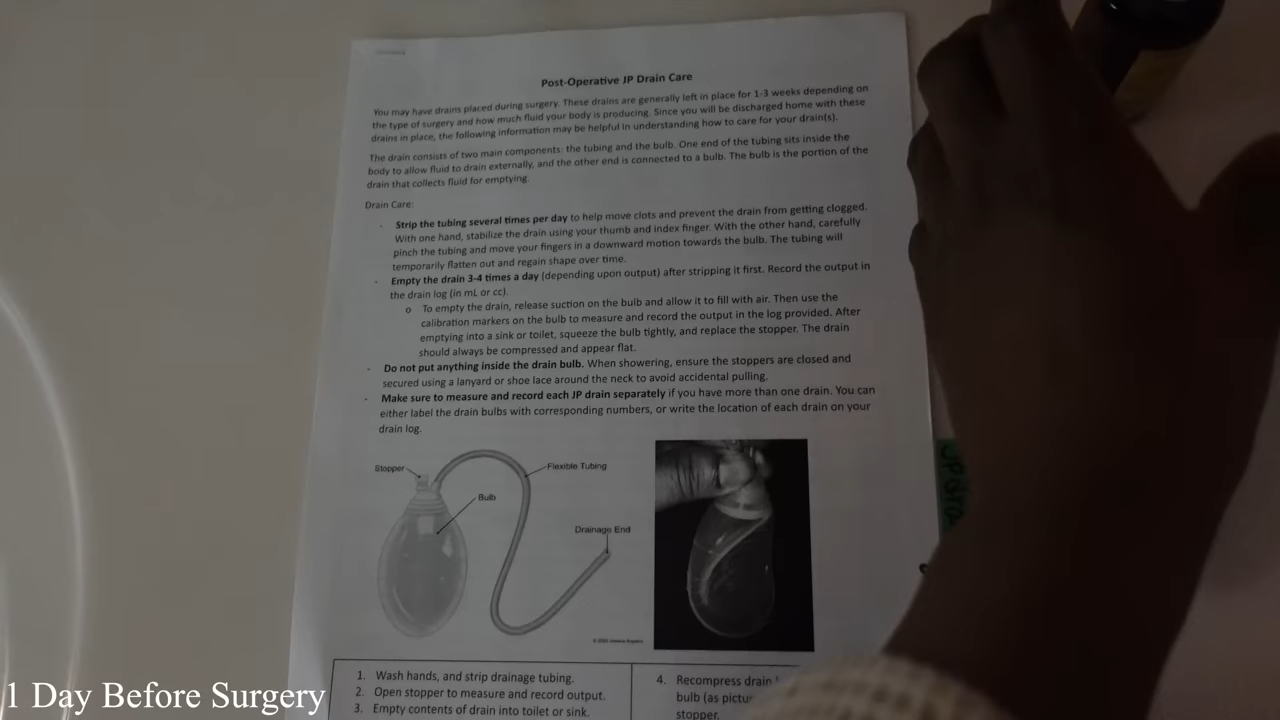 Post-Operative JP Drain Care
You may have drains placed during surgery. These drains are generally left in place for 1-3 weeks depending on
the type of surgery and how much fluid your body is producing. Since you will be discharged home with these
drains in place, the following information may be helpful in understanding how to care for your drain(s).
The drain consists of two main components: the tubing and the bulb. One end of the tubing sits inside the
body to allow fluid to drain externally, and the other end is connected to a bulb. The bulb is the portion of the
drain that collects fluid for emptying.
Drain Care:
- Strip the tubing several times per day to help move clots and prevent the drain from getting clogged.
With one hand, stabilize the drain using your thumb and index finger. With the other hand, carefully
pinch the tubing and move your fingers in a downward motion towards the bulb. The tubing will
temporarily flatten out and regain shape over time.
- Empty the drain 3-4 times a day (depending upon output) after stripping it first. Record the output in
the drain log (in mL or cc).
o To empty the drain, release suction on the bulb and allow it to fill with air. Then use the
calibration markers on the bulb to measure and record the output in the log provided. After
emptying into a sink or toilet, squeeze the bulb tightly, and replace the stopper. The drain
should always be compressed and appear flat.
- Do not put anything inside the drain bulb. When showering, ensure the stoppers are closed and
secured using a lanyard or shoe lace around the neck to avoid accidental pulling.
- Make sure to measure and record each JP drain separately if you have more than one drain. You can
either label the drain bulbs with corresponding numbers, or write the location of each drain on your
drain log.
Stopper
Flexible Tubing
Bulb
Drainage End
1. Wash hands, and strip drainage tubing.
2. Open stopper to measure and record output.
3. Empty contents of drain into toilet or sink.
4. Recompress drain
bulb (as
stopper.
1 Day Before Surgery